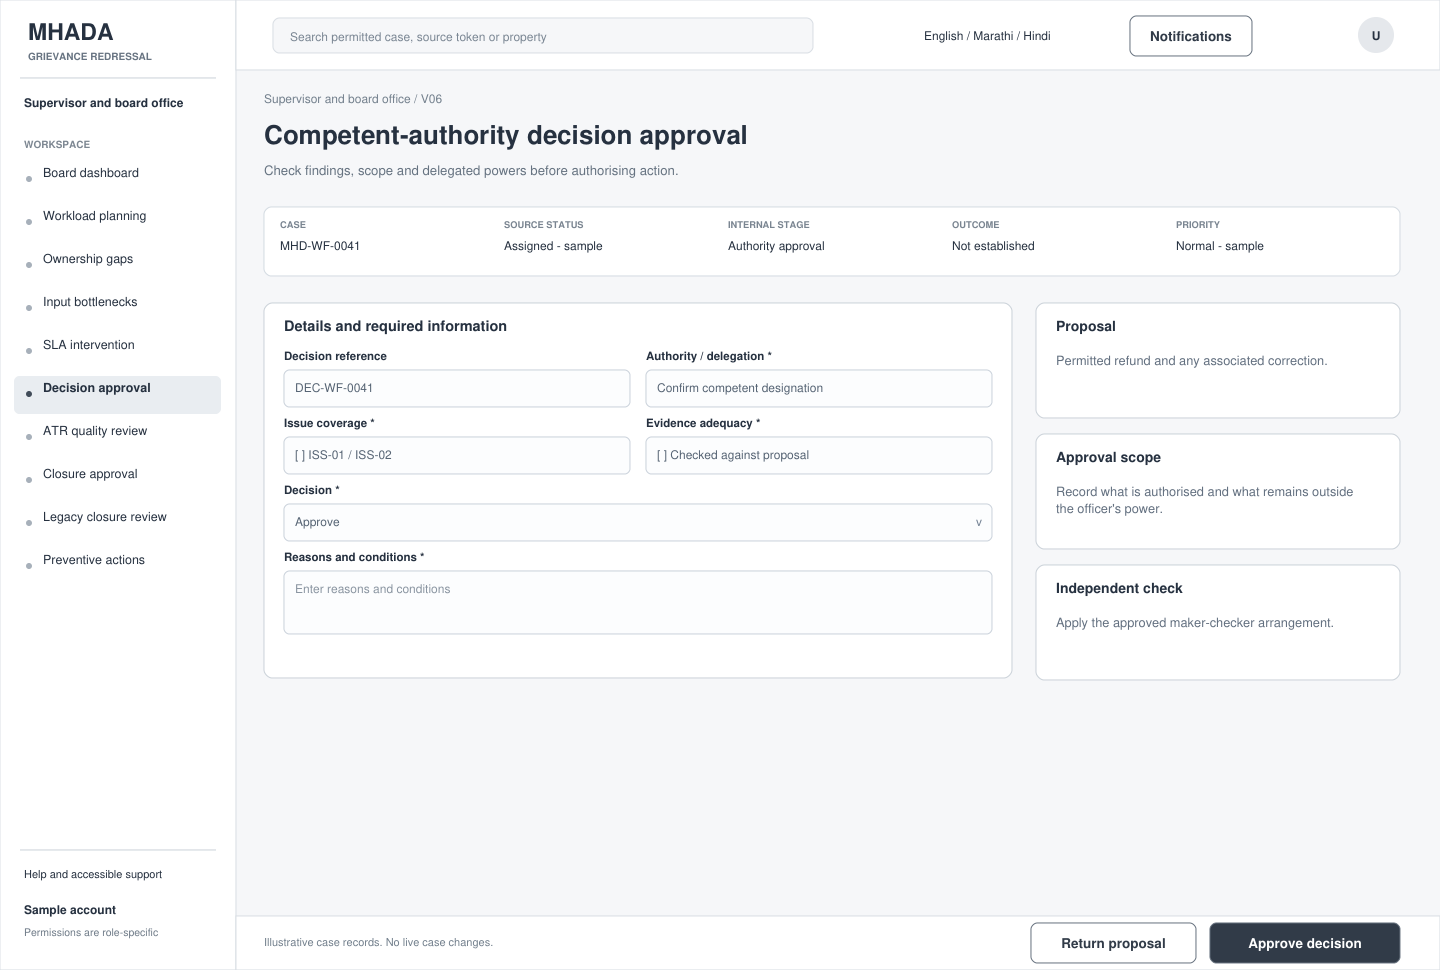 MHADA
GRIEVANCE REDRESSAL
Supervisor and board office
WORKSPACE
Board dashboard
Workload planning
Ownership gaps
Input bottlenecks
SLA intervention
Decision approval
ATR quality review
Closure approval
Legacy closure review
Preventive actions
Help and accessible support
Sample account
Permissions are role-specific
Search permitted case, source token or property
English / Marathi / Hindi
Notifications
U
Supervisor and board office / V06
Competent-authority decision approval
Check findings, scope and delegated powers before authorising action.
CASE
MHD-WF-0041
SOURCE STATUS
Assigned - sample
INTERNAL STAGE
Authority approval
OUTCOME
Not established
PRIORITY
Normal - sample
Details and required information
Decision reference
DEC-WF-0041
Authority / delegation *
Confirm competent designation
Issue coverage *
[ ] ISS-01 / ISS-02
Evidence adequacy *
[ ] Checked against proposal
Decision *
Approve v
Reasons and conditions *
Enter reasons and conditions
Proposal
Permitted refund and any associated correction.
Approval scope
Record what is authorised and what remains outside
the officer's power.
Independent check
Apply the approved maker-checker arrangement.
Illustrative case records. No live case changes.
Return proposal
Approve decision